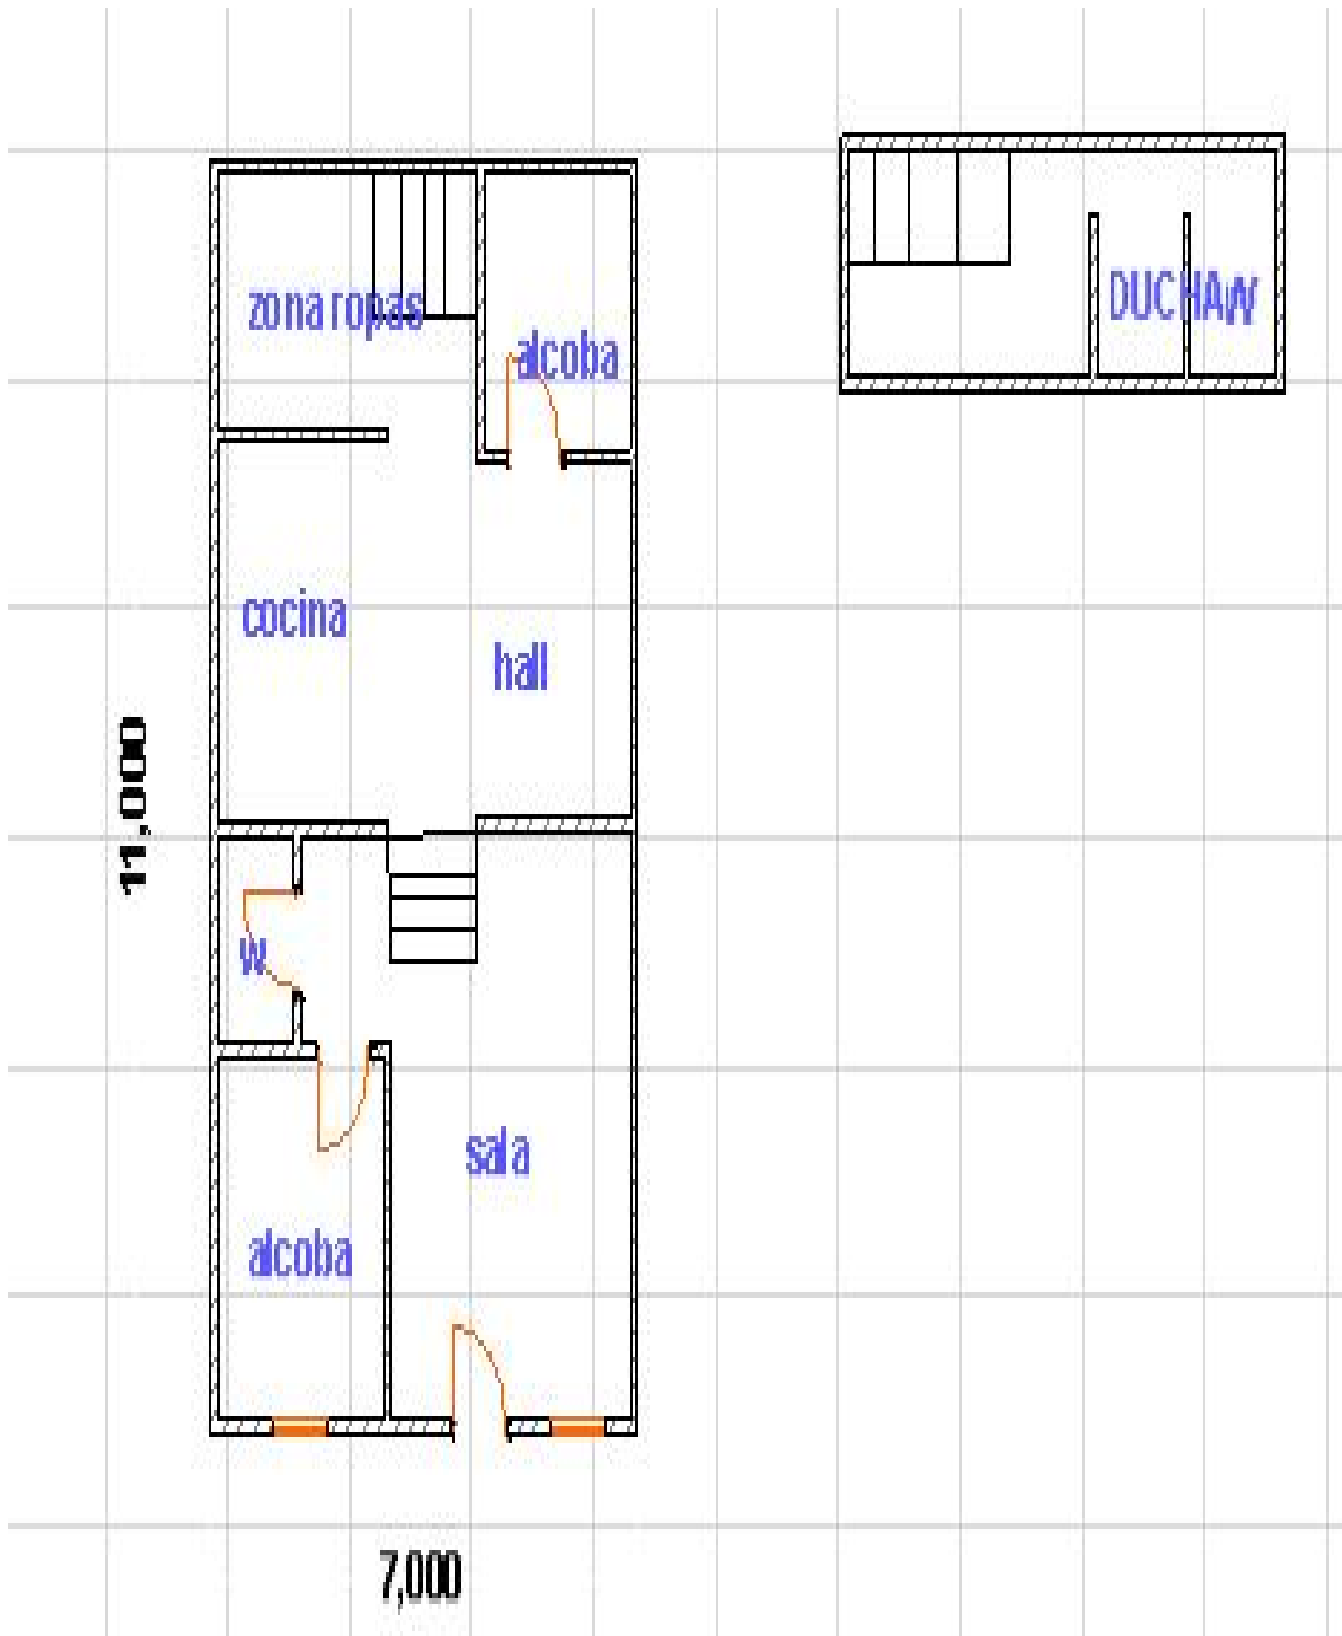 zona ropas
DUCHA W
alcoba
cocina
hall
11,000
w
sala
alcoba
7,000